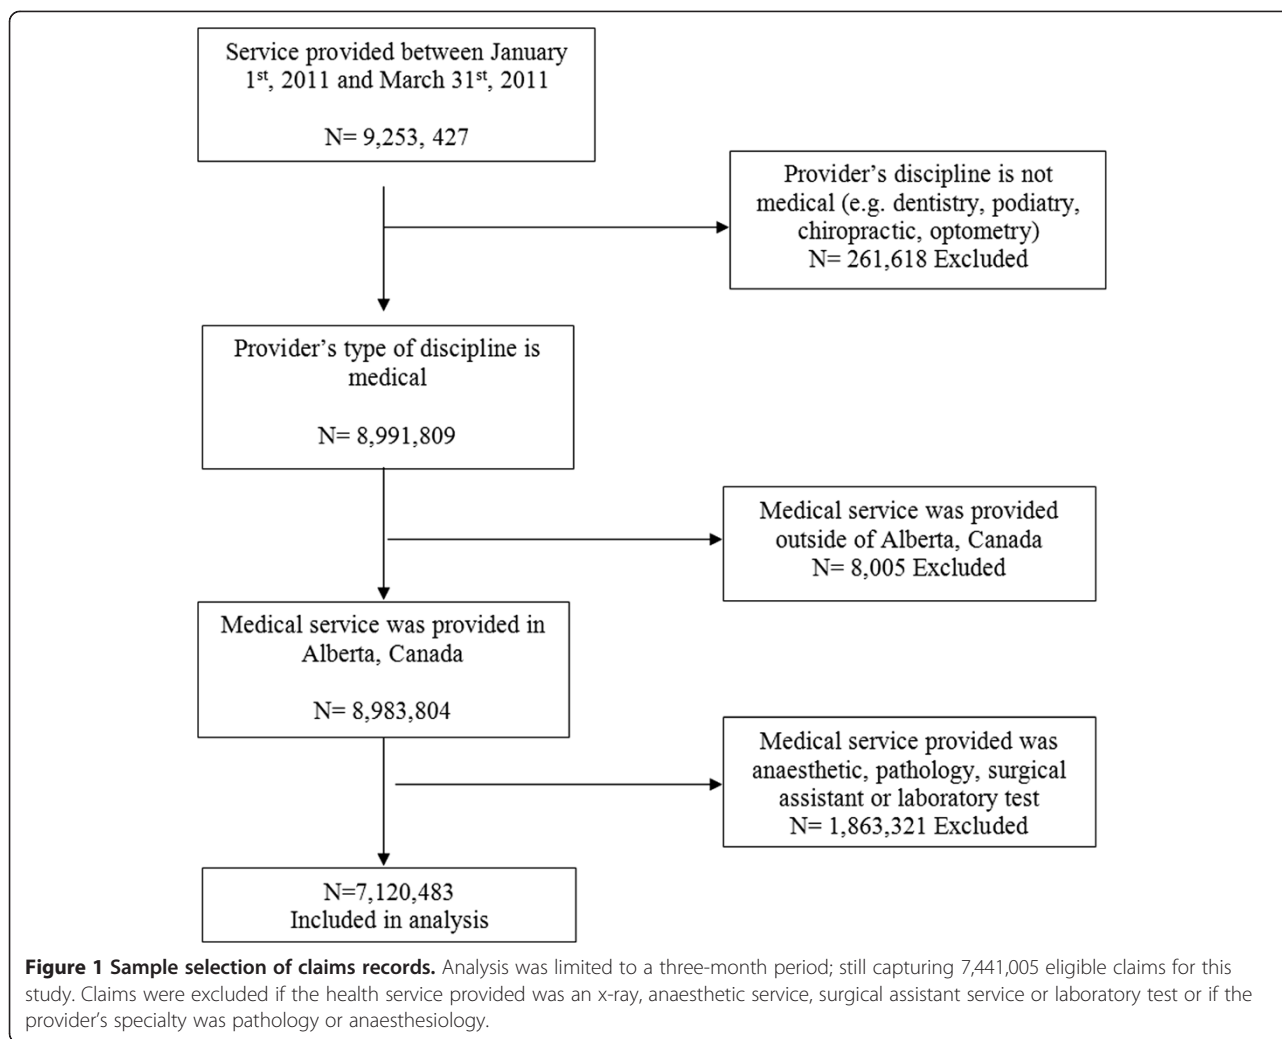 Service provided between January
1st, 2011 and March 31st, 2011
N= 9,253, 427
Provider's discipline is not
medical (e.g. dentistry, podiatry,
chiropractic, optometry)
N= 261,618 Excluded
Provider's type of discipline is
medical
N= 8,991,809
Medical service was provided
outside of Alberta, Canada
N= 8,005 Excluded
Medical service was provided in
Alberta, Canada
N= 8,983,804
Medical service provided was
anaesthetic, pathology, surgical
assistant or laboratory test
N= 1,863,321 Excluded
N=7,120,483
Included in analysis
Figure 1 Sample selection of claims records. Analysis was limited to a three-month period; still capturing 7,441,005 eligible claims for this
study. Claims were excluded if the health service provided was an x-ray, anaesthetic service, surgical assistant service or laboratory test or if the
provider's specialty was pathology or anaesthesiology.